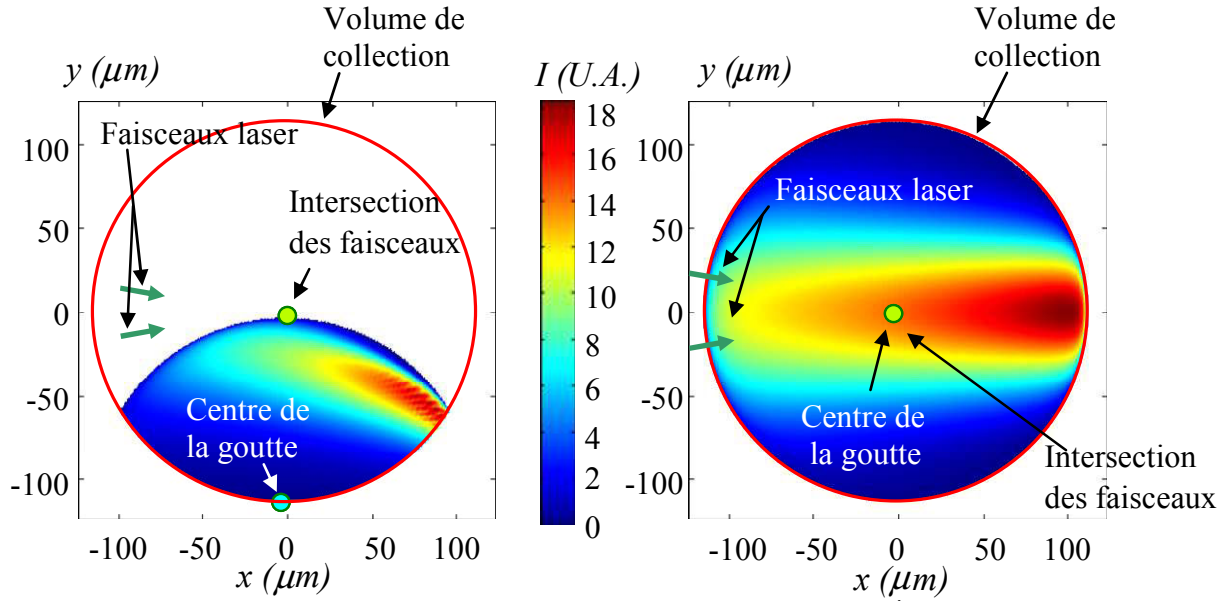 Volume de
collection
y (μm)
Faisceaux laser
Intersection
des faisceaux
Centre de
la goutte
100
50
0
-50
-100
-100
-50
0
50
100
x (μm)
I (U.A.)
18
16
14
12
10
8
6
4
2
0
Volume de
collection
y (μm)
Faisceaux laser
Centre de
la goutte
Intersection
des faisceaux
100
50
0
-50
-100
-100
-50
0
50
100
x (μm)